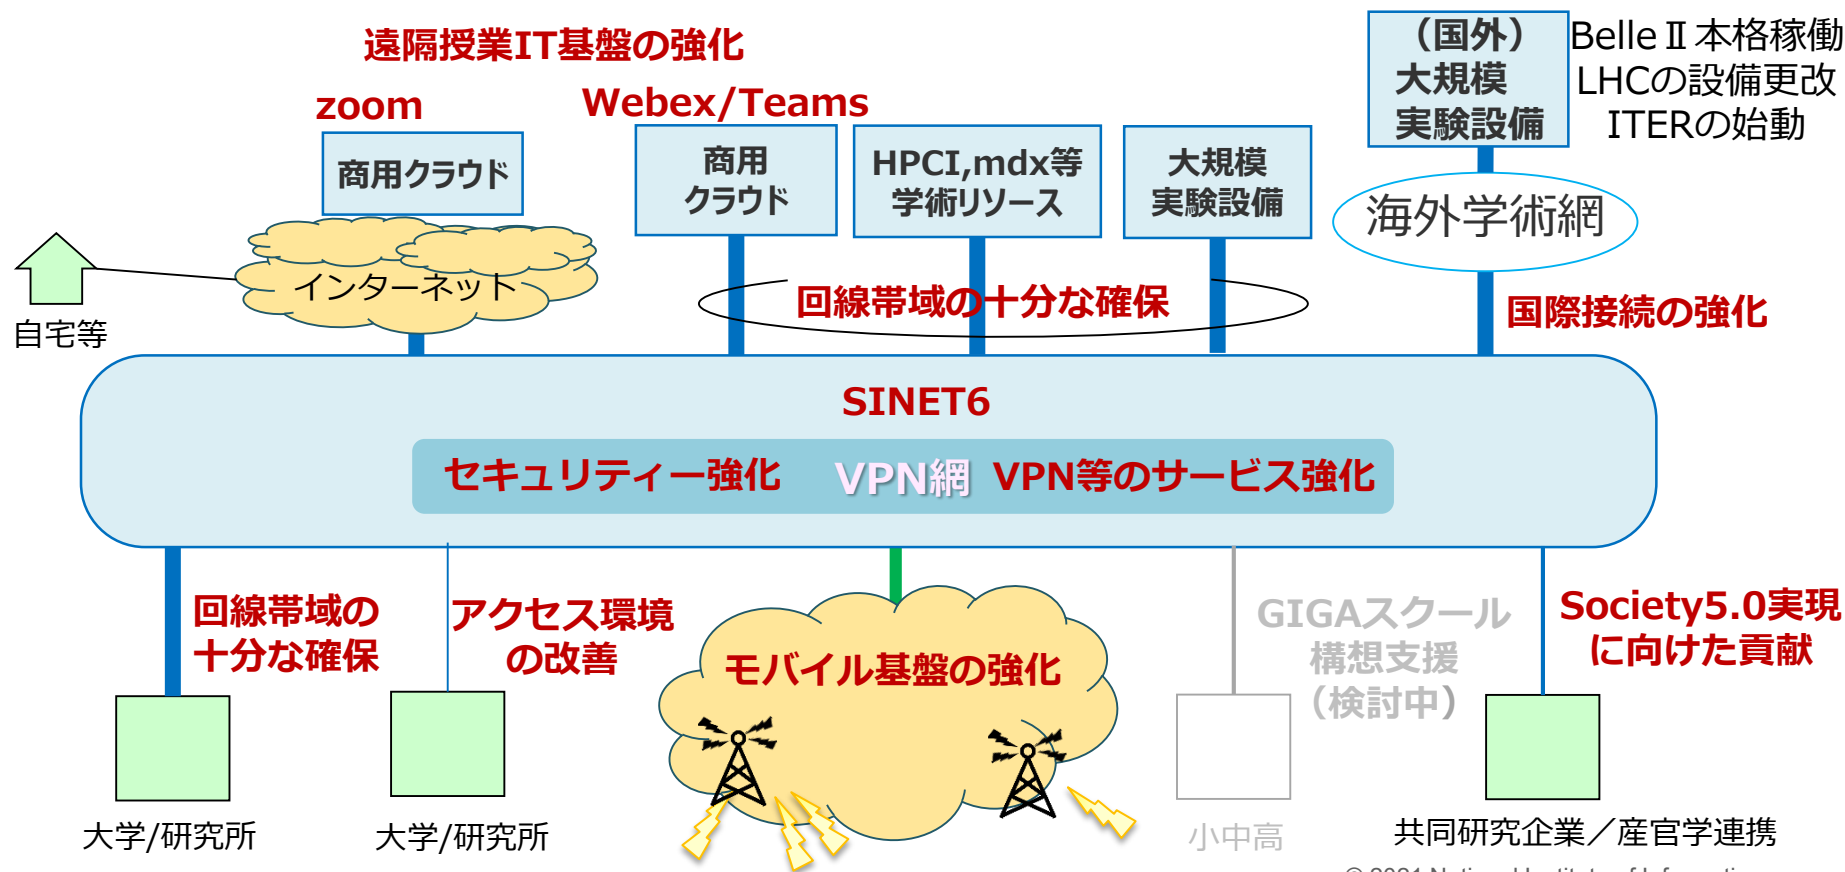 遠隔授業IT基盤の強化
zoom
Webex/Teams
商用クラウド
商用
クラウド
HPCI,mdx等
学術リソース
大規模
実験設備
（国外）
大規模
実験設備
Belle Ⅱ 本格稼働
LHCの設備更改
ITERの始動
海外学術網
インターネット
自宅等
回線帯域の十分な確保
国際接続の強化
SINET6
セキュリティー強化
VPN網
VPN等のサービス強化
回線帯域の
十分な確保
アクセス環境
の改善
モバイル基盤の強化
GIGAスクール
構想支援
（検討中）
Society5.0実現
に向けた貢献
大学/研究所
大学/研究所
小中高
共同研究企業／産官学連携